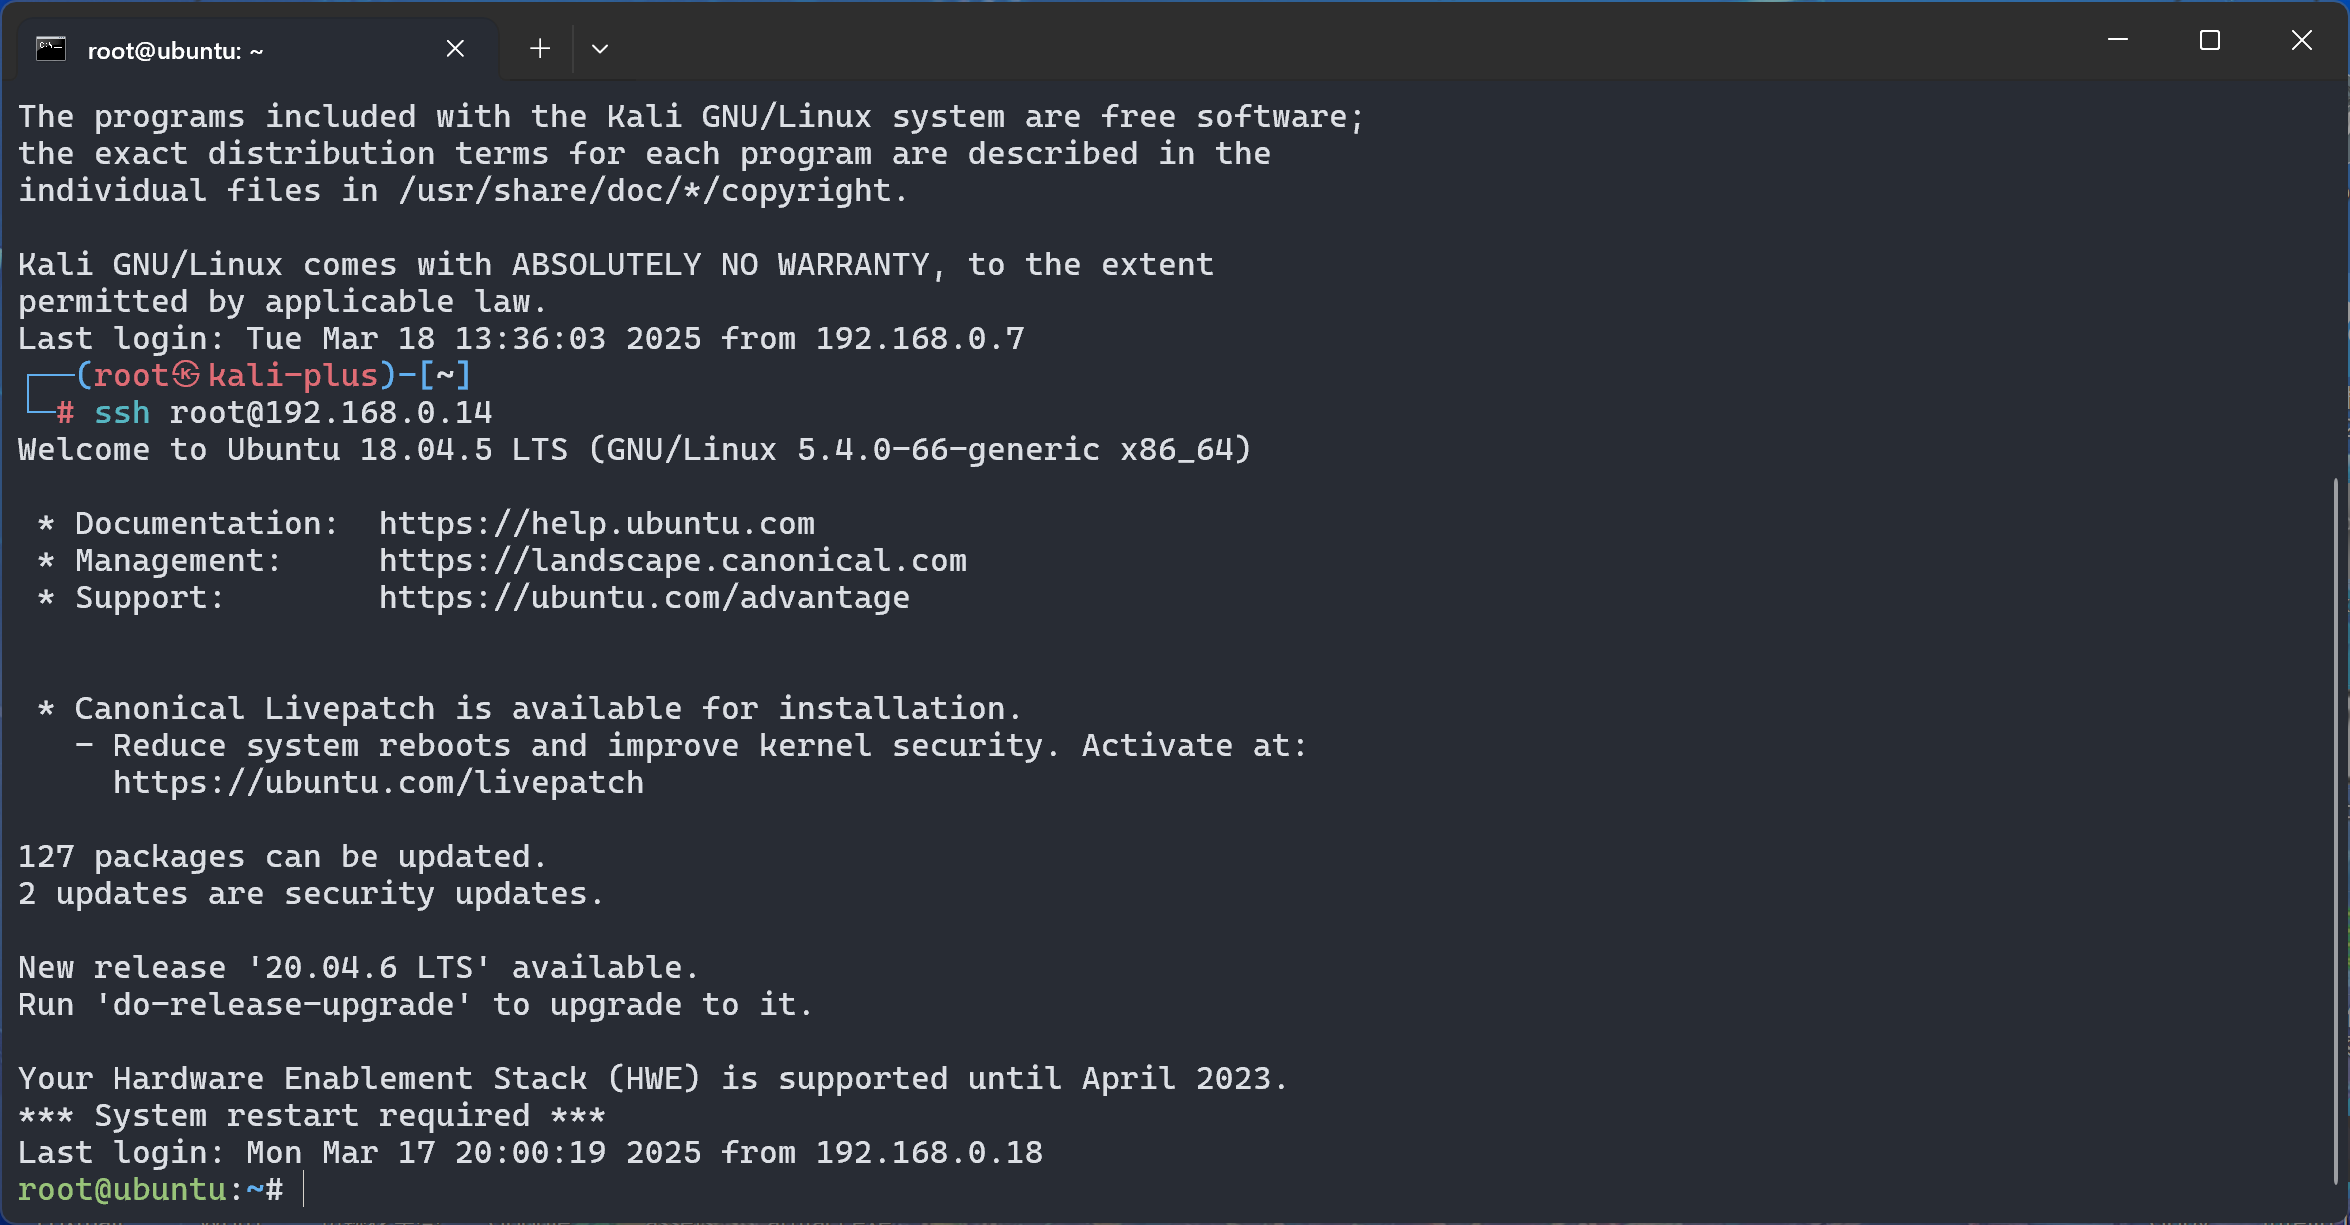 root@ubuntu: ~
The programs included with the Kali GNU/Linux system are free software;
the exact distribution terms for each program are described in the
individual files in /usr/share/doc/*/copyright.
Kali GNU/Linux comes with ABSOLUTELY NO WARRANTY, to the extent
permitted by applicable law.
Last login: Tue Mar 18 13:36:03 2025 from 192.168.0.7
┌──(root㉿kali-plus)-[~]
└─# ssh root@192.168.0.14
Welcome to Ubuntu 18.04.5 LTS (GNU/Linux 5.4.0-66-generic x86_64)
* Documentation:  https://help.ubuntu.com
* Management:     https://landscape.canonical.com
* Support:        https://ubuntu.com/advantage
* Canonical Livepatch is available for installation.
- Reduce system reboots and improve kernel security. Activate at:
https://ubuntu.com/livepatch
127 packages can be updated.
2 updates are security updates.
New release '20.04.6 LTS' available.
Run 'do-release-upgrade' to upgrade to it.
Your Hardware Enablement Stack (HWE) is supported until April 2023.
*** System restart required ***
Last login: Mon Mar 17 20:00:19 2025 from 192.168.0.18
root@ubuntu:~#